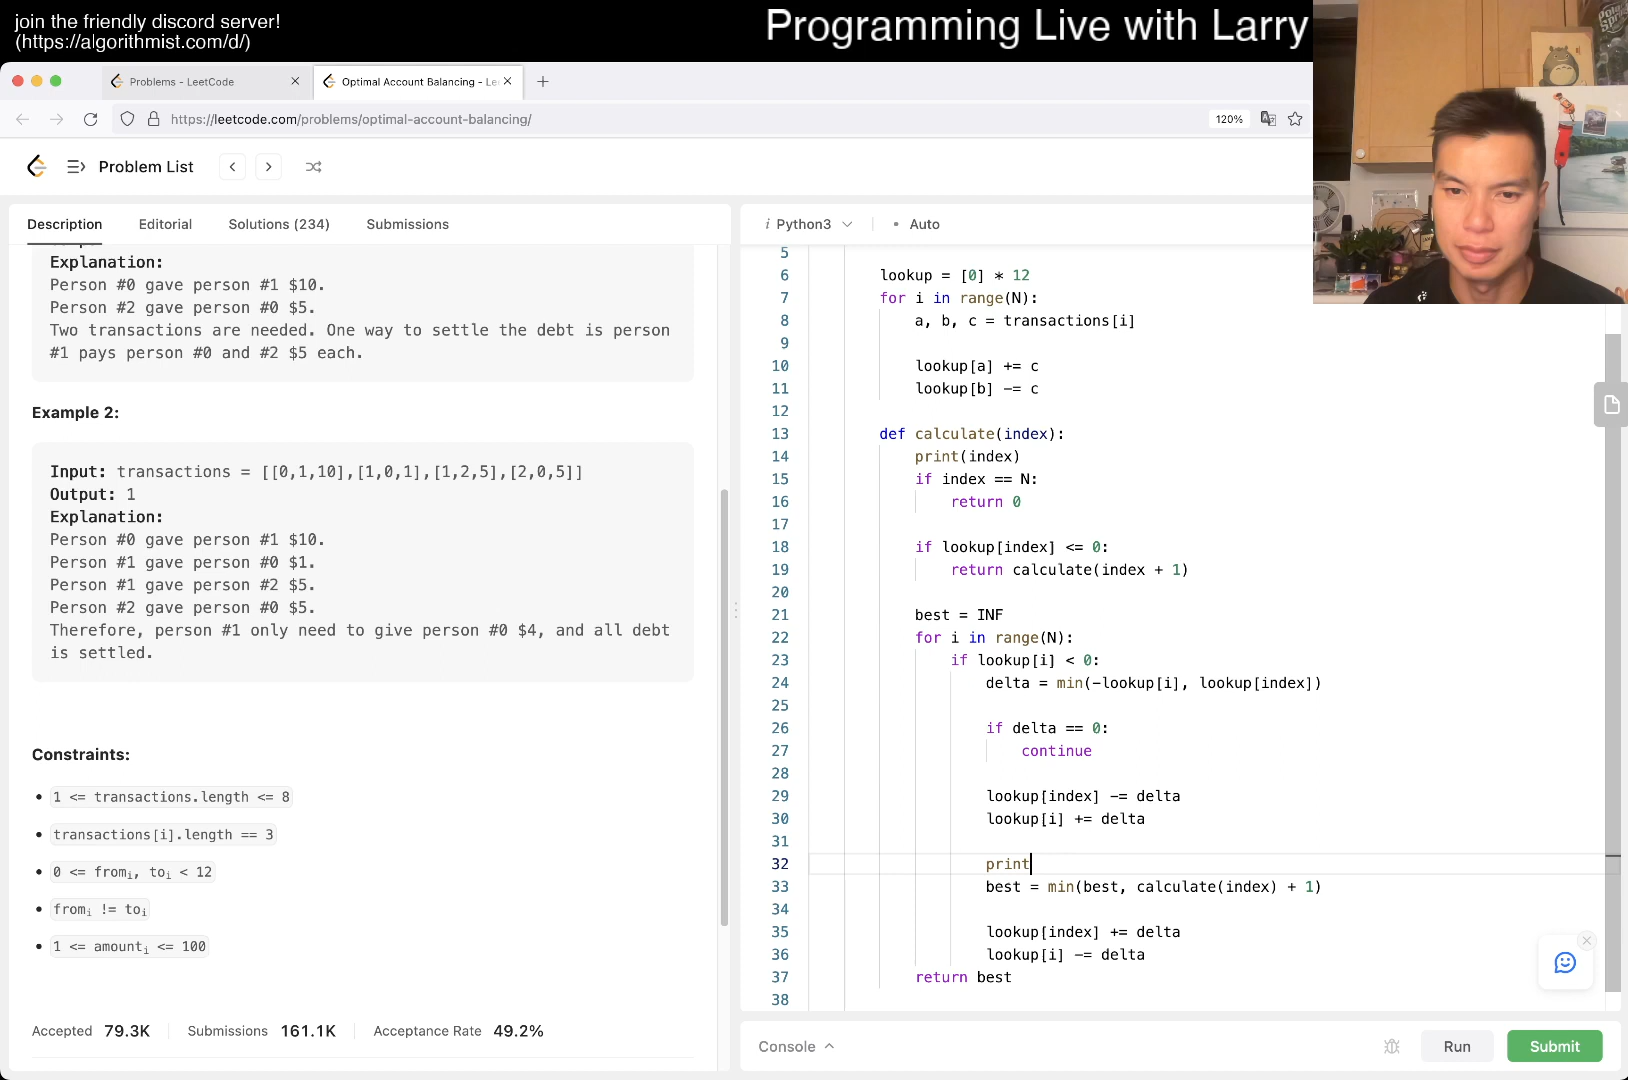 join the friendly discord server!
(https://algorithmist.com/d/)
Programming Live with Larry
Problems - LeetCode
Optimal Account Balancing - Le
https://leetcode.com/problems/optimal-account-balancing/
120%
Problem List
Description
Editorial
Solutions (234)
Submissions
Explanation:
Person #0 gave person #1 $10.
Person #2 gave person #0 $5.
Two transactions are needed. One way to settle the debt is person
#1 pays person #0 and #2 $5 each.
Example 2:
Input: transactions = [[0,1,10],[1,0,1],[1,2,5],[2,0,5]]
Output: 1
Explanation:
Person #0 gave person #1 $10.
Person #1 gave person #0 $1.
Person #1 gave person #2 $5.
Person #2 gave person #0 $5.
Therefore, person #1 only need to give person #0 $4, and all debt
is settled.
Constraints:
• 1 <= transactions.length <= 8
• transactions[i].length == 3
• 0 <= fromi, toi < 12
• fromi != toi
• 1 <= amounti <= 100
Accepted 79.3K
Submissions 161.1K
Acceptance Rate 49.2%
i Python3
• Auto
5
6 lookup = [0] * 12
7 for i in range(N):
8 a, b, c = transactions[i]
9
10 lookup[a] += c
11 lookup[b] -= c
12
13 def calculate(index):
14 print(index)
15 if index == N:
16 return 0
17
18 if lookup[index] <= 0:
19 return calculate(index + 1)
20
21 best = INF
22 for i in range(N):
23 if lookup[i] < 0:
24 delta = min(-lookup[i], lookup[index])
25
26 if delta == 0:
27 continue
28
29 lookup[index] -= delta
30 lookup[i] += delta
31
32 print
33 best = min(best, calculate(index) + 1)
34
35 lookup[index] += delta
36 lookup[i] -= delta
37 return best
38
Console
Run
Submit